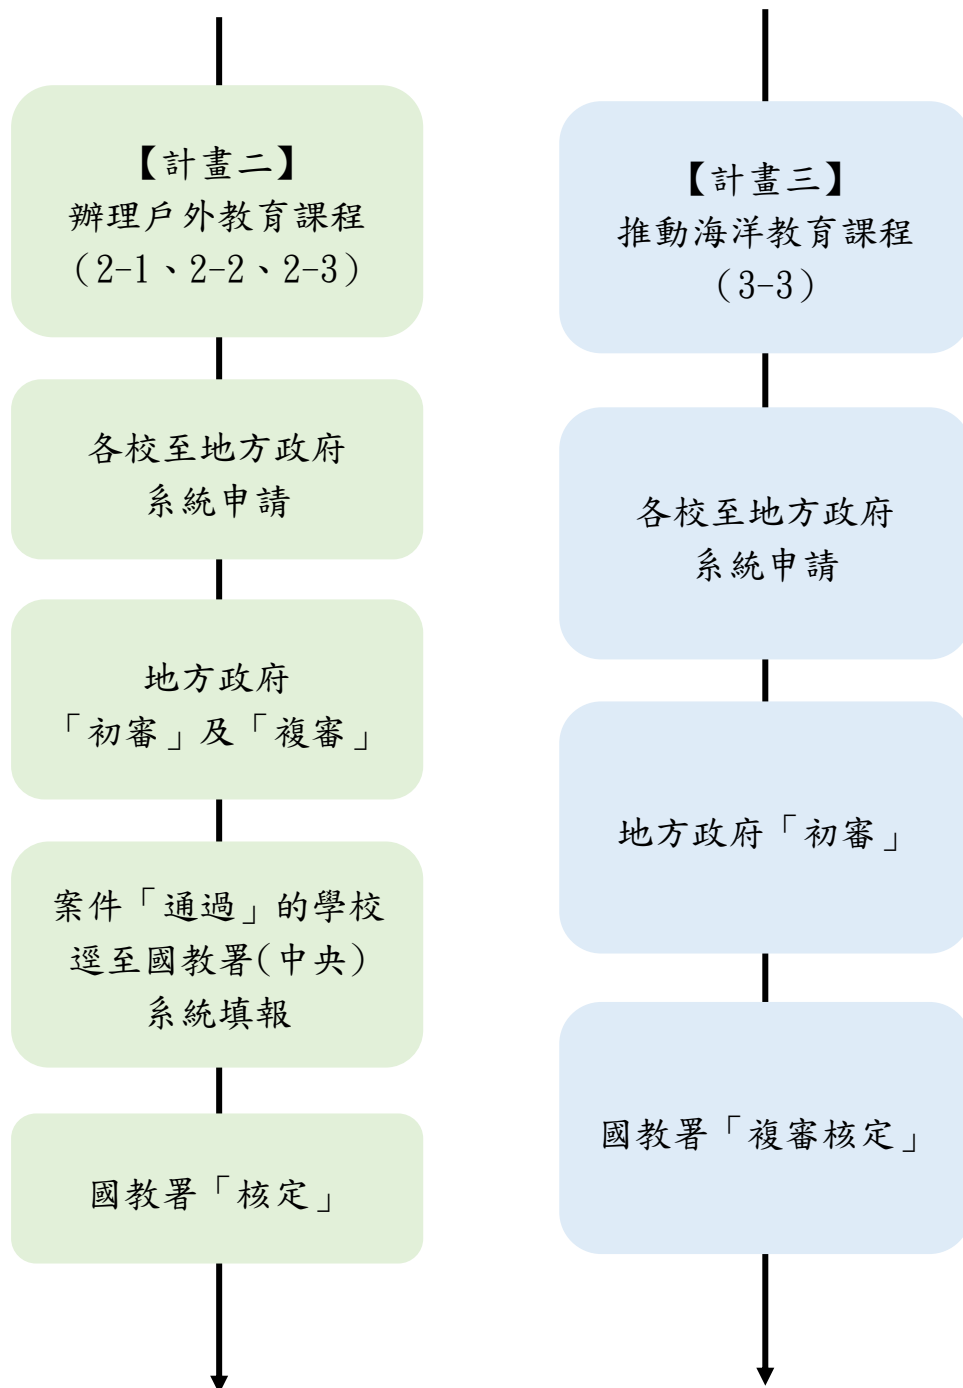 【計畫二】
辦理戶外教育課程
（2-1、2-2、2-3）
各校至地方政府
系統申請
地方政府
「初審」及「複審」
案件「通過」的學校
逕至國教署(中央)
系統填報
國教署「核定」
【計畫三】
推動海洋教育課程
（3-3）
各校至地方政府
系統申請
地方政府「初審」
國教署「複審核定」